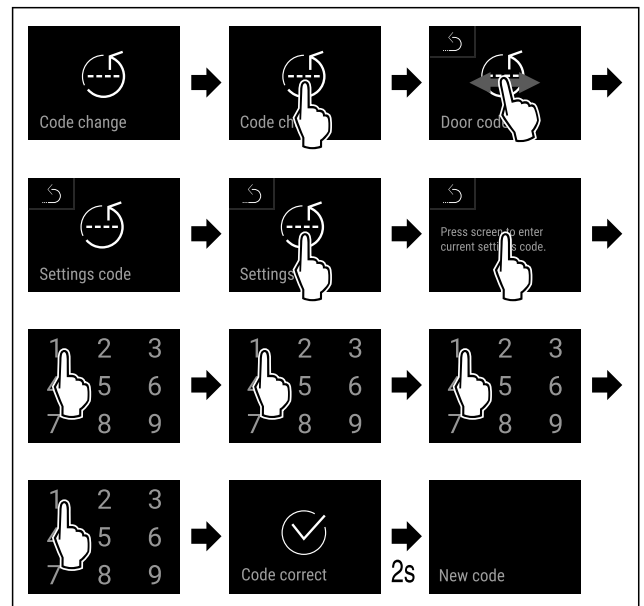 Code change
Code ch
Door cod
Settings code
Settings
Press screen to enter
current settings code.
1 2 3
5 6
7 8 9
1 2 3
5 6
7 8 9
1 2 3
5 6
7 8 9
1 2 3
5 6
7 8 9
Code correct
2s
New code